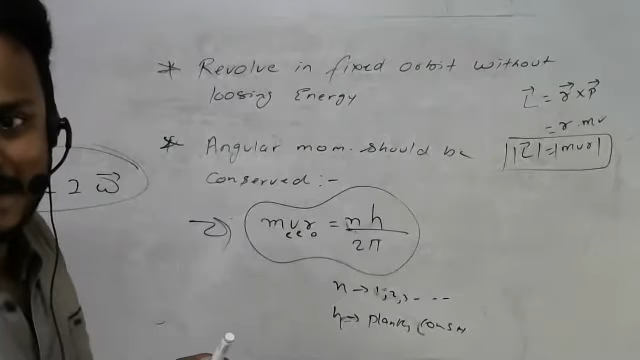 * Revolve in fixed orbit without
loosing Energy
* Angular mom. should be
conserved :-
mvr = nh / 2π
n → 1, 2, 3 - - - -
h → Plank
L⃗ = r⃗ × P⃗
= r . mv
|L⃗| = |mvr|
= I ω⃗